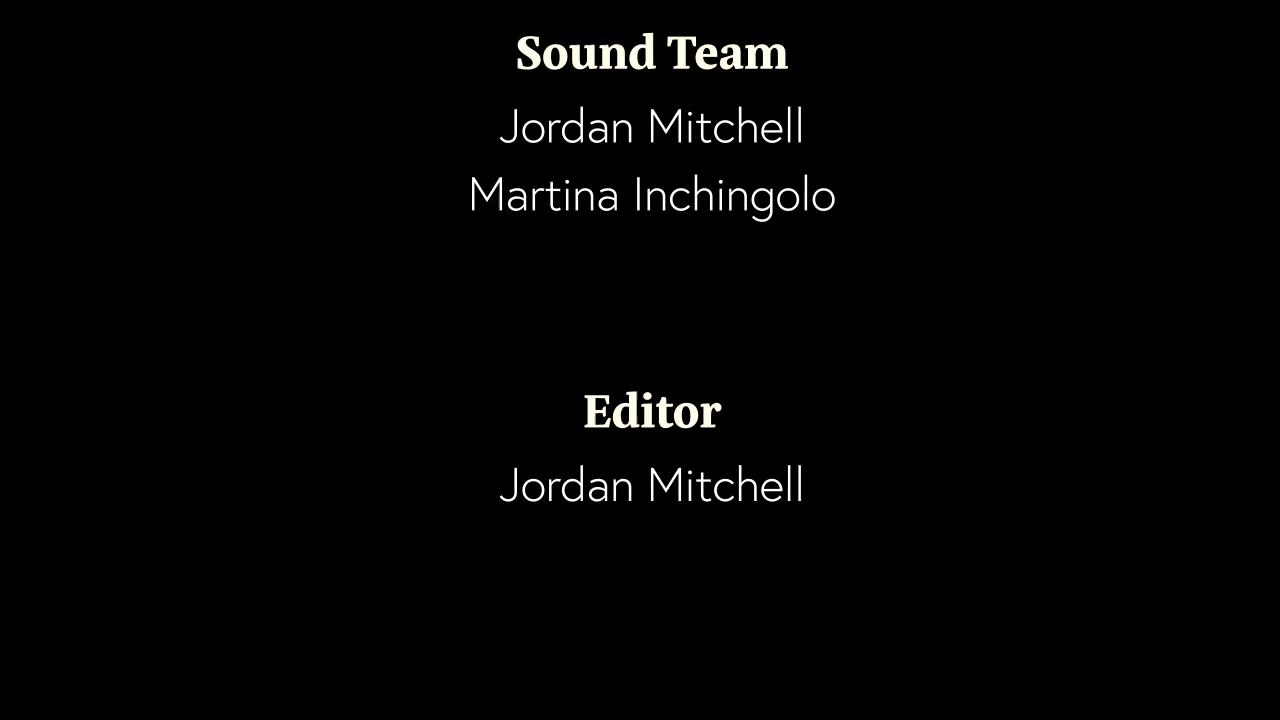 Sound Team
Jordan Mitchell
Martina Inchingolo
Editor
Jordan Mitchell